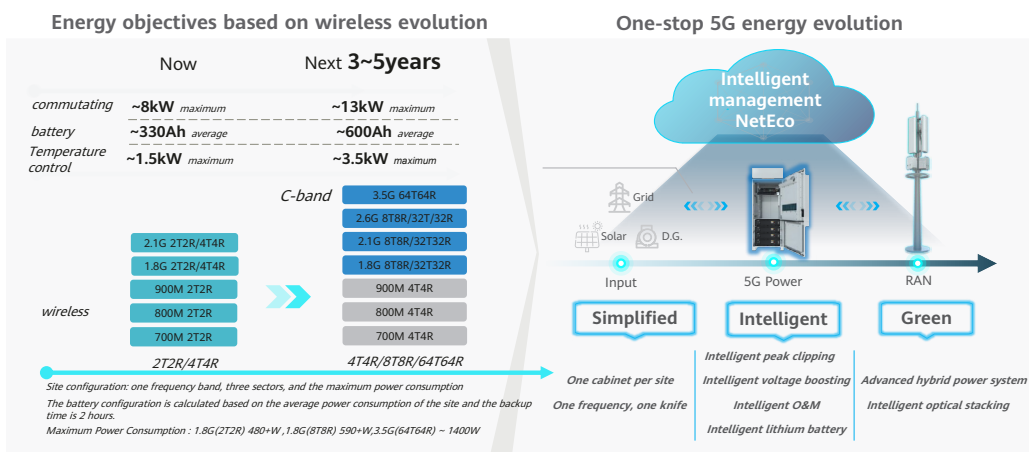 Energy objectives based on wireless evolution
Now
Next 3~5years
commutating
~8kW maximum
~13kW maximum
battery
~330Ah average
~600Ah average
Temperature
control
~1.5kW maximum
~3.5kW maximum
C-band
3.5G 64T64R
2.6G 8T8R/32T/32R
2.1G 2T2R/4T4R
2.1G 8T8R/32T32R
1.8G 2T2R/4T4R
1.8G 8T8R/32T32R
900M 2T2R
900M 4T4R
wireless
800M 2T2R
800M 4T4R
700M 2T2R
700M 4T4R
2T2R/4T4R
4T4R/8T8R/64T64R
Site configuration: one frequency band, three sectors, and the maximum power consumption
The battery configuration is calculated based on the average power consumption of the site and the backup
time is 2 hours.
Maximum Power Consumption : 1.8G(2T2R) 480+W ,1.8G(8T8R) 590+W,3.5G(64T64R) ~ 1400W
One-stop 5G energy evolution
Intelligent
management
NetEco
Grid
Solar
D.G.
Input
5G Power
RAN
Simplified
Intelligent
Green
One cabinet per site
One frequency, one knife
Intelligent peak clipping
Intelligent voltage boosting
Intelligent O&M
Intelligent lithium battery
Advanced hybrid power system
Intelligent optical stacking